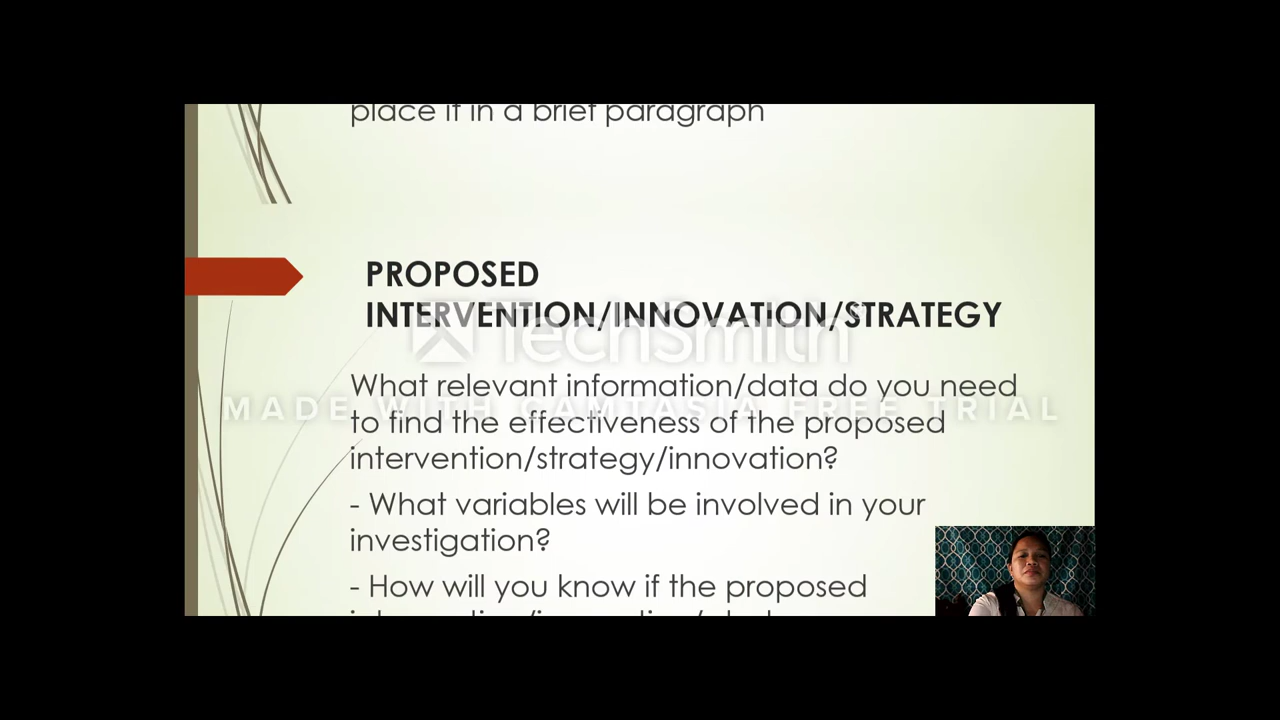 place it in a brief paragraph
PROPOSED
INTERVENTION/INNOVATION/STRATEGY
TechSmith
What relevant information/data do you need
MADE WITH CAMTASIA FREE TRIAL
to find the effectiveness of the proposed
intervention/strategy/innovation?
- What variables will be involved in your
investigation?
- How will you know if the proposed